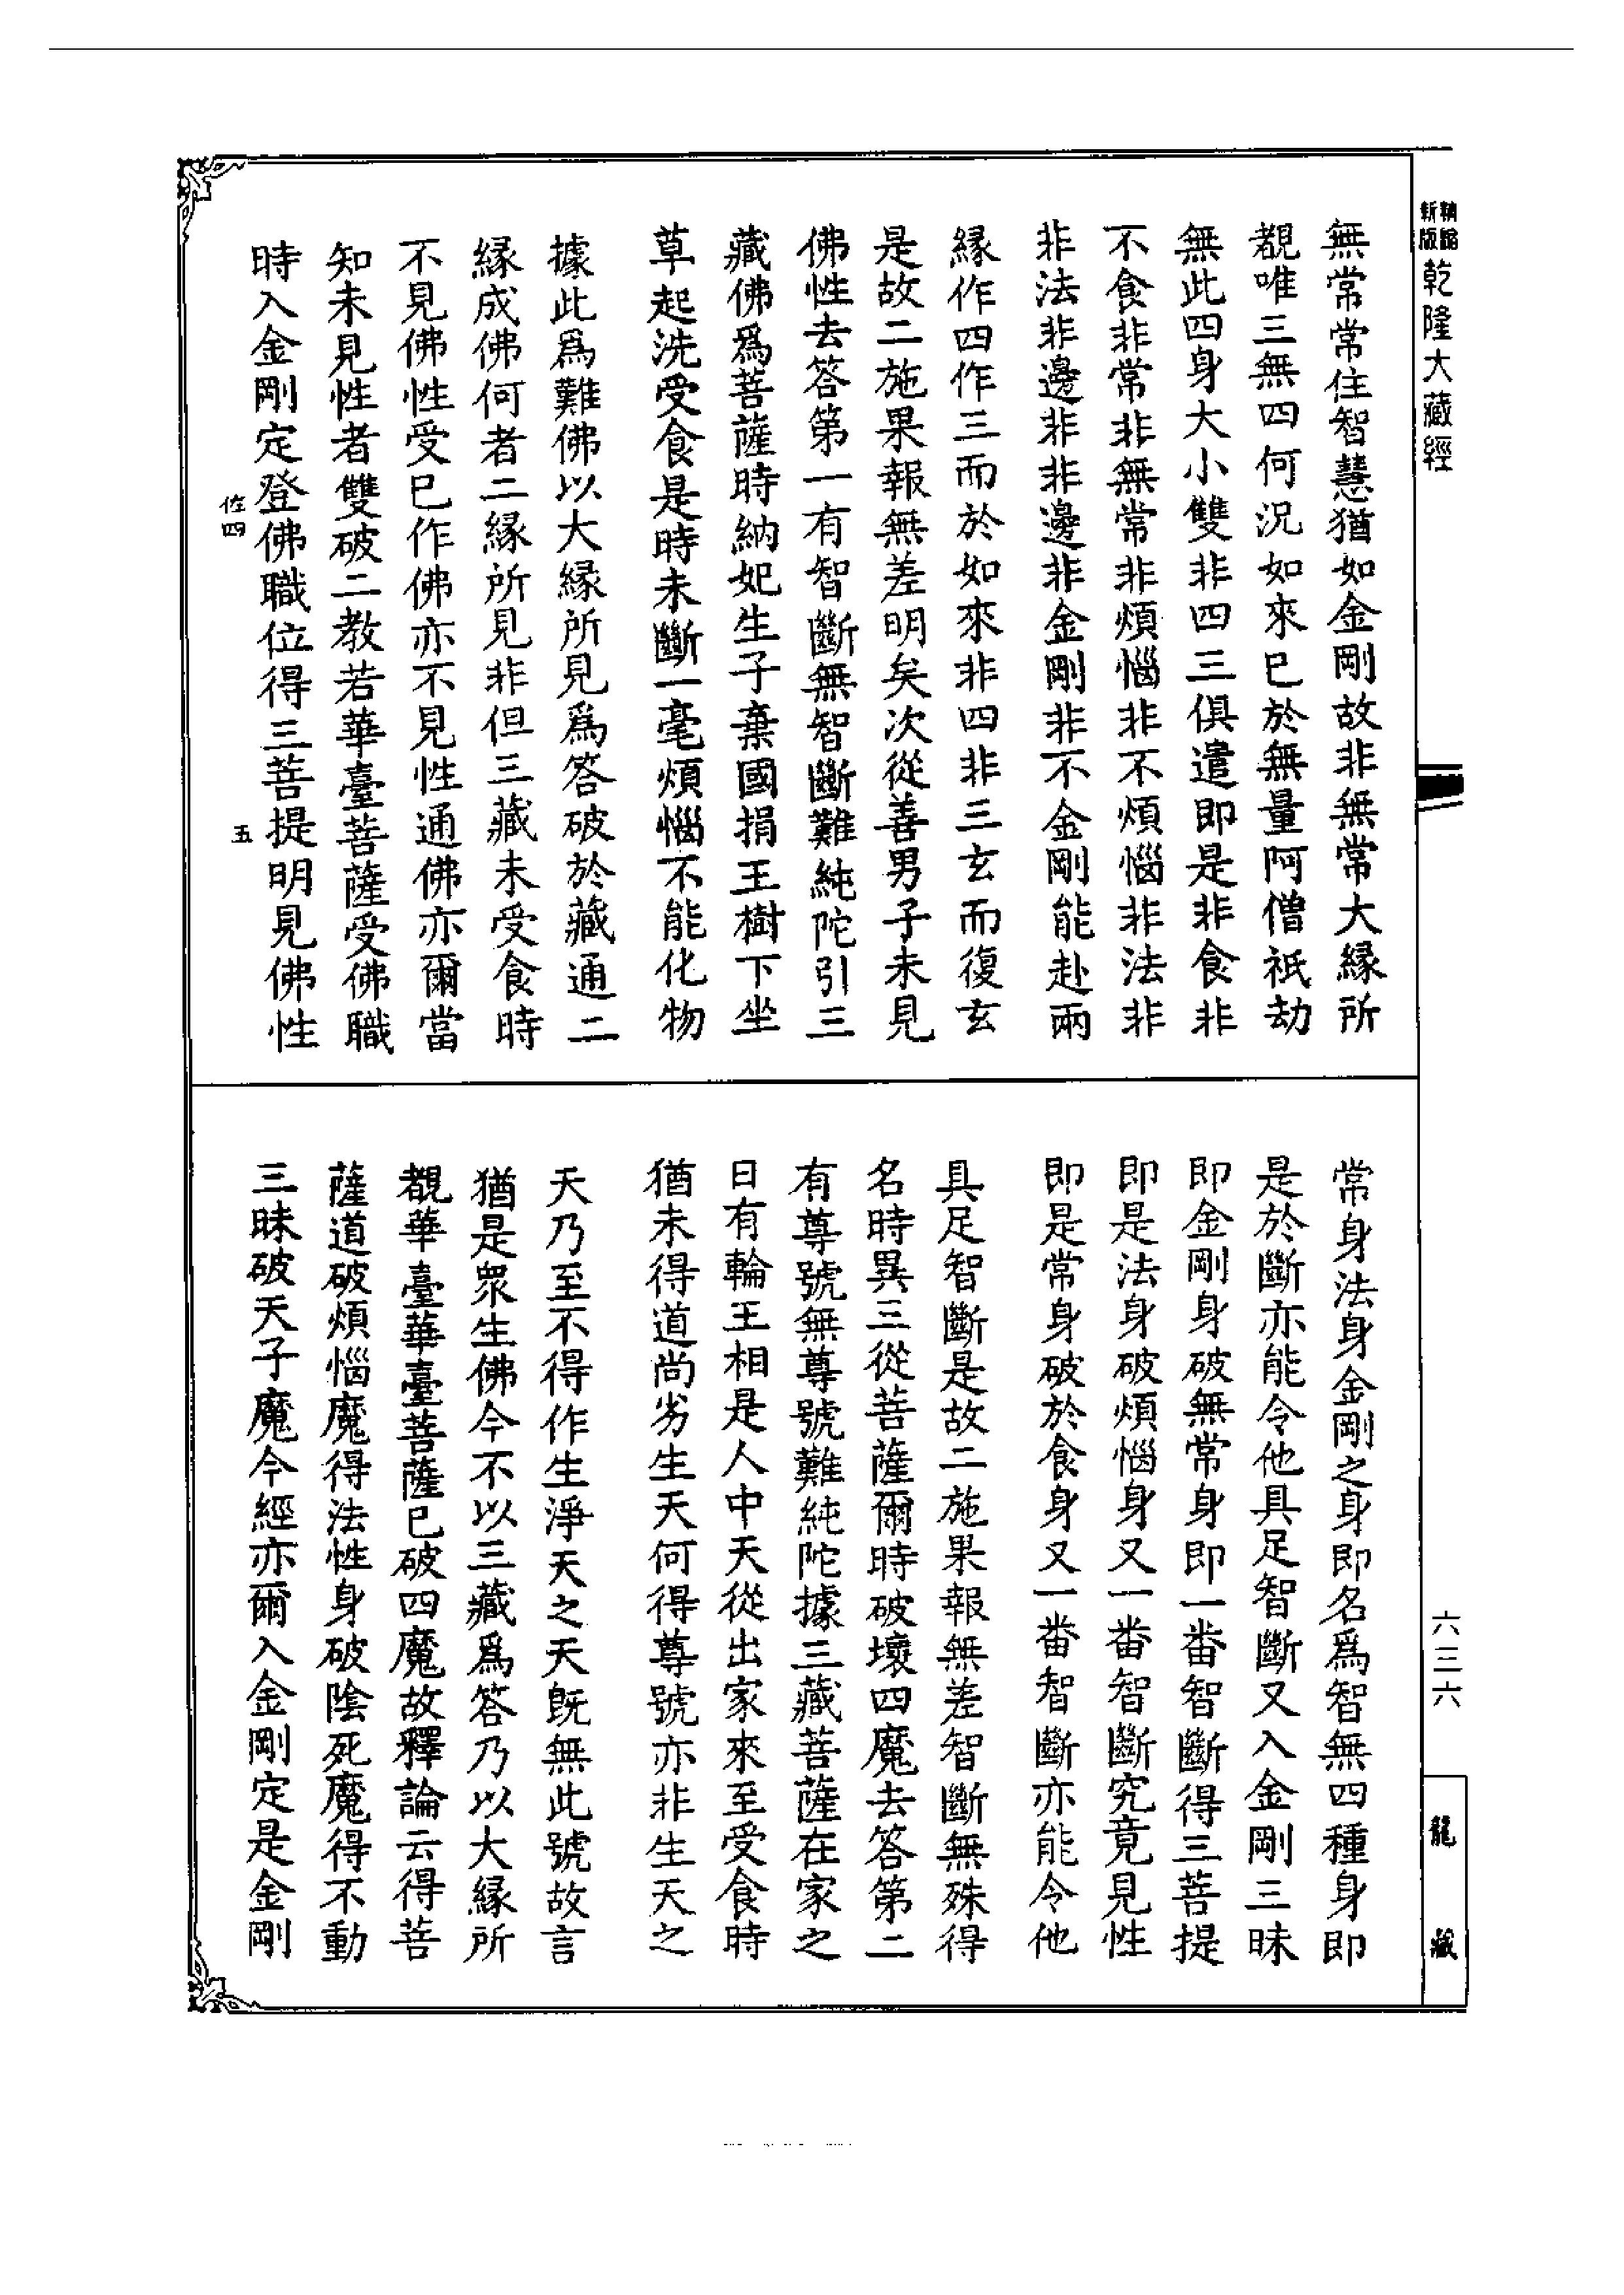 精縮新版乾隆大藏經
無常常住智慧猶如金剛故非無常大緣所
覩唯三無四何況如來已於無量阿僧祇劫
無此四身大小雙非四三俱遣即是非食非
不食非常非無常非煩惱非不煩惱非法非
非法非邊非非邊非金剛非不金剛能赴兩
緣作四作三而於如來非四非三玄而復玄
是故二施果報無差明矣次從善男子未見
佛性去答第一有智斷無智斷難純陀引三
藏佛為菩薩時納妃生子棄國捐王樹下坐
草起洗受食是時未斷一毫煩惱不能化物
據此為難佛以大緣所見為答破於藏通二
緣成佛何者二緣所見非但三藏未受食時
不見佛性受已作佛亦不見性通佛亦爾當
知未見性者雙破二教若華臺菩薩受佛職
時入金剛定登佛職位得三菩提明見佛性
佐四
五
常身法身金剛之身即名為智無四種身即
是於斷亦能令他具足智斷又入金剛三昧
即金剛身破無常身即一番智斷得三菩提
即是法身破煩惱身又一番智斷究竟見性
即是常身破於食身又一番智斷亦能令他
具足智斷是故二施果報無差智斷無殊得
名時異三從菩薩爾時破壞四魔去答第二
有尊號無尊號難純陀據三藏菩薩在家之
日有輪王相是人中天從出家來至受食時
猶未得道尚劣生天何得尊號亦非生天之
天乃至不得作生淨天之天既無此號故言
猶是眾生佛今不以三藏為答乃以大緣所
覩華臺華臺菩薩已破四魔故釋論云得菩
薩道破煩惱魔得法性身破陰死魔得不動
三昧破天子魔今經亦爾入金剛定是金剛
六三六
龍藏